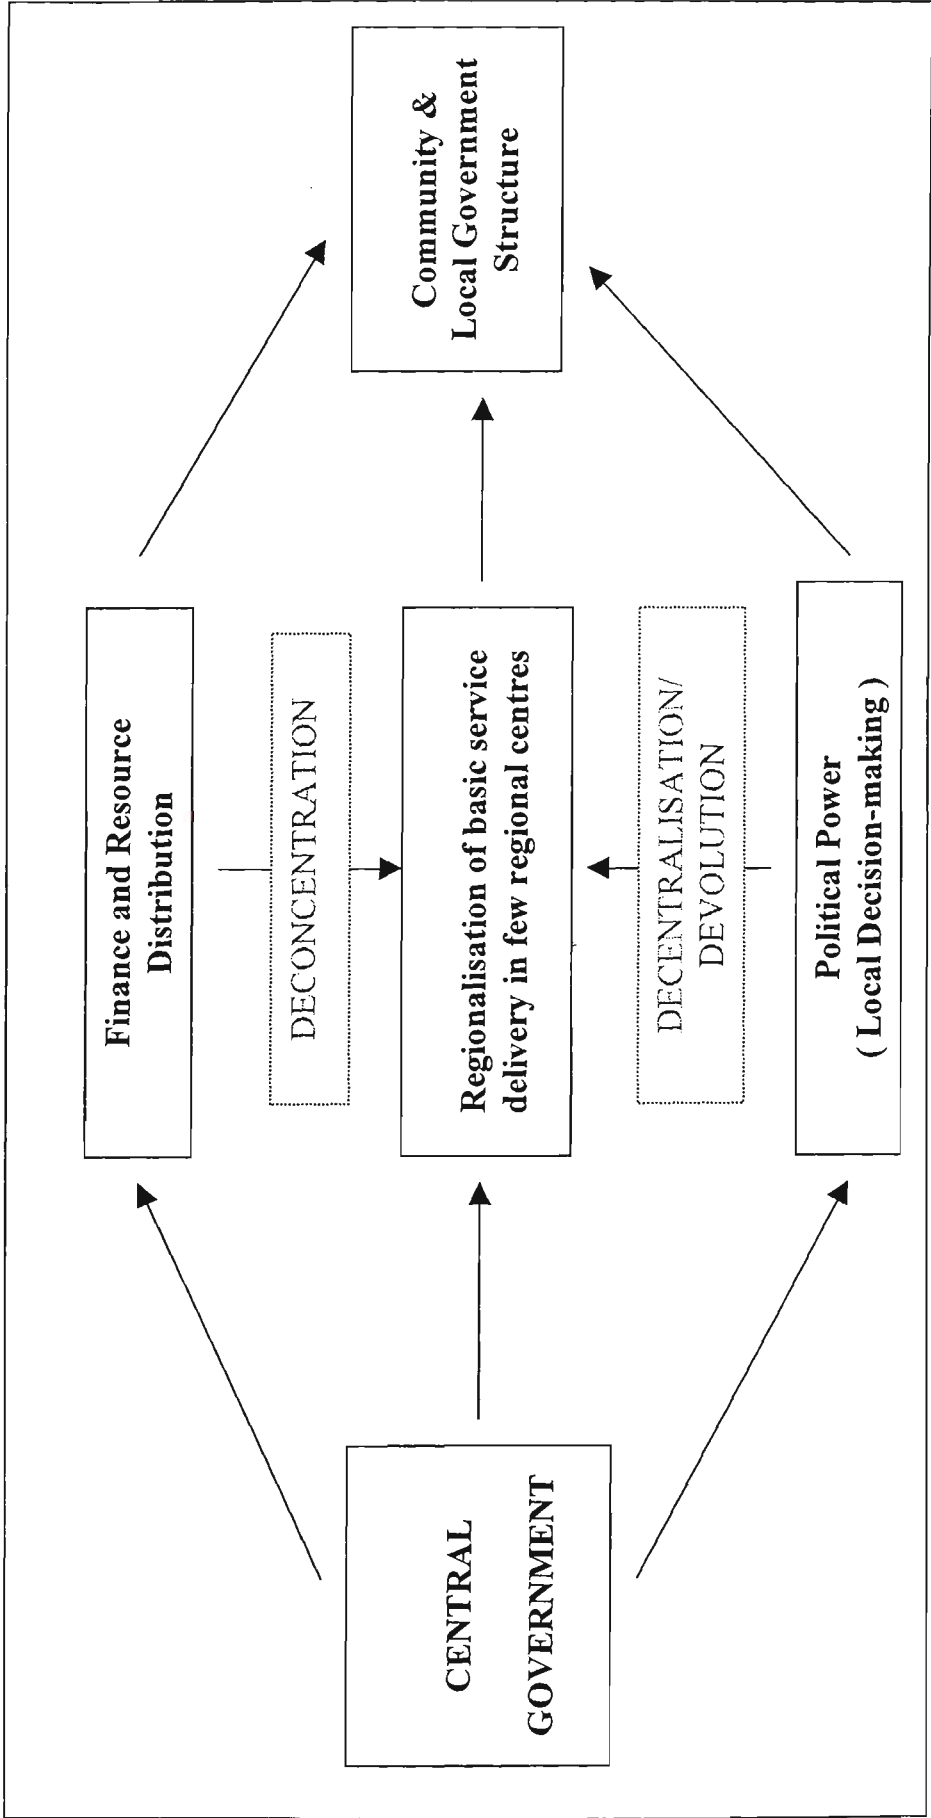 CENTRAL
GOVERNMENT
Finance and Resource
Distribution
DECONCENTRATION
Regionalisation of basic service
delivery in few regional centres
DECENTRALISATION/
DEVOLUTION
Political Power
( Local Decision-making )
Community &
Local Government
Structure